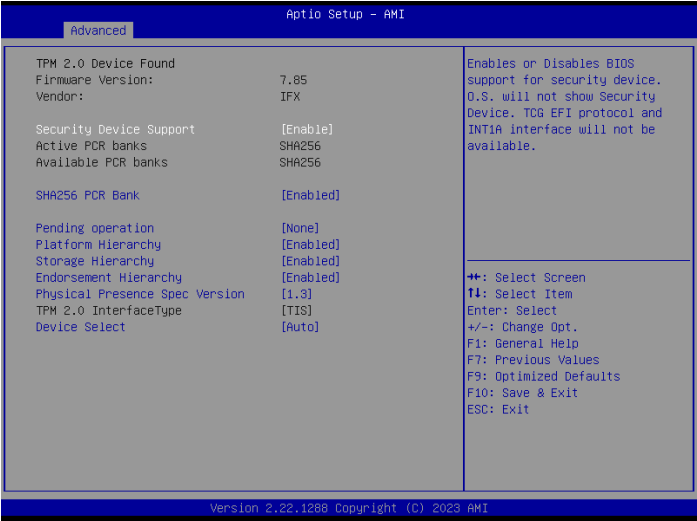 Aptio Setup - AMI
Advanced
TPM 2.0 Device Found
Firmware Version: 7.85
Vendor: IFX
Security Device Support [Enable]
Active PCR banks SHA256
Available PCR banks SHA256
SHA256 PCR Bank [Enabled]
Pending operation [None]
Platform Hierarchy [Enabled]
Storage Hierarchy [Enabled]
Endorsement Hierarchy [Enabled]
Physical Presence Spec Version [1.3]
TPM 2.0 InterfaceType [TIS]
Device Select [Auto]
Enables or Disables BIOS
support for security device.
O.S. will not show Security
Device. TCG EFI protocol and
INT1A interface will not be
available.
→←: Select Screen
↑↓: Select Item
Enter: Select
+/-: Change Opt.
F1: General Help
F7: Previous Values
F9: Optimized Defaults
F10: Save & Exit
ESC: Exit
Version 2.22.1288 Copyright (C) 2023 AMI